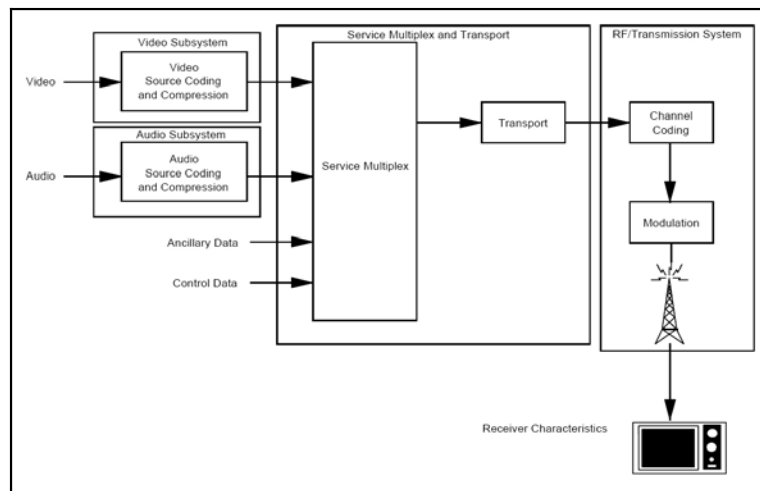 Video Subsystem
Service Multiplex and Transport
RF/Transmission System
Video
Video
Source Coding
and Compression
Audio Subsystem
Audio
Audio
Source Coding
and Compression
Service Multiplex
Transport
Channel
Coding
Modulation
Ancillary Data
Control Data
Receiver Characteristics